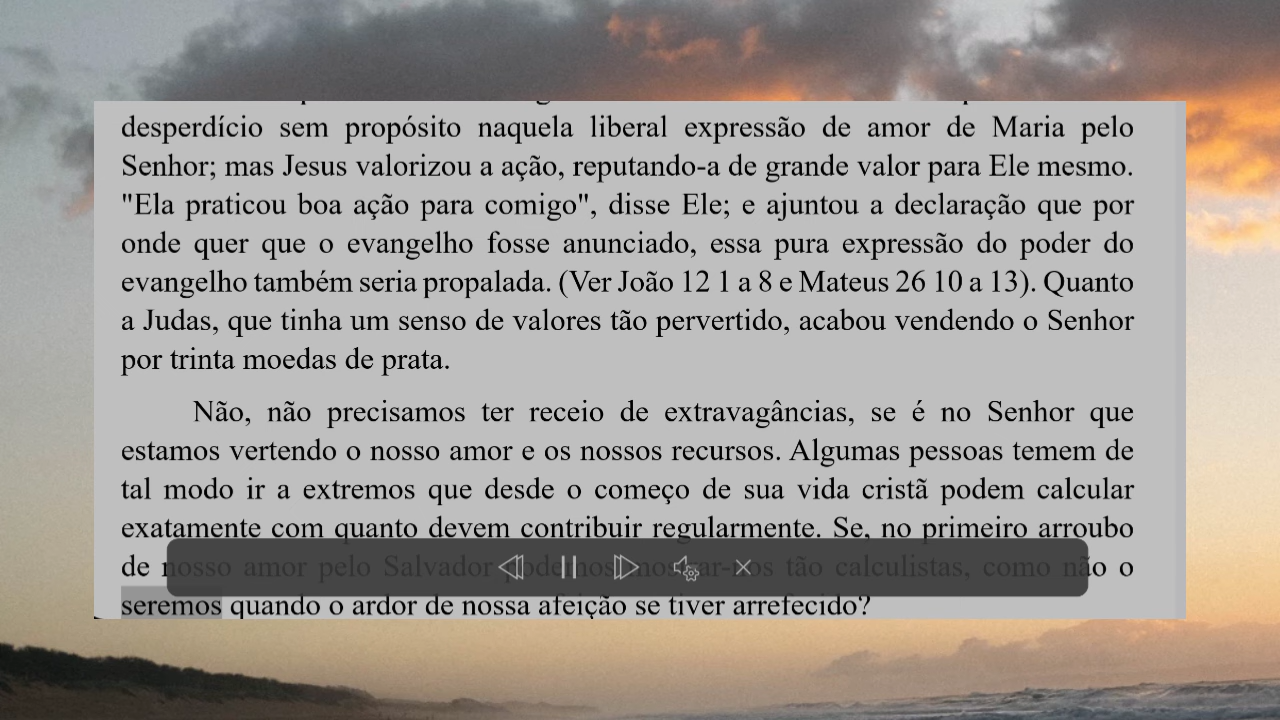 desperdício sem propósito naquela liberal expressão de amor de Maria pelo
Senhor; mas Jesus valorizou a ação, reputando-a de grande valor para Ele mesmo.
"Ela praticou boa ação para comigo", disse Ele; e ajuntou a declaração que por
onde quer que o evangelho fosse anunciado, essa pura expressão do poder do
evangelho também seria propalada. (Ver João 12 1 a 8 e Mateus 26 10 a 13). Quanto
a Judas, que tinha um senso de valores tão pervertido, acabou vendendo o Senhor
por trinta moedas de prata.
Não, não precisamos ter receio de extravagâncias, se é no Senhor que
estamos vertendo o nosso amor e os nossos recursos. Algumas pessoas temem de
tal modo ir a extremos que desde o começo de sua vida cristã podem calcular
exatamente com quanto devem contribuir regularmente. Se, no primeiro arroubo
de nosso amor pelo Salvador podemos mostrar-nos tão calculistas, como não o
seremos quando o ardor de nossa afeição se tiver arrefecido?